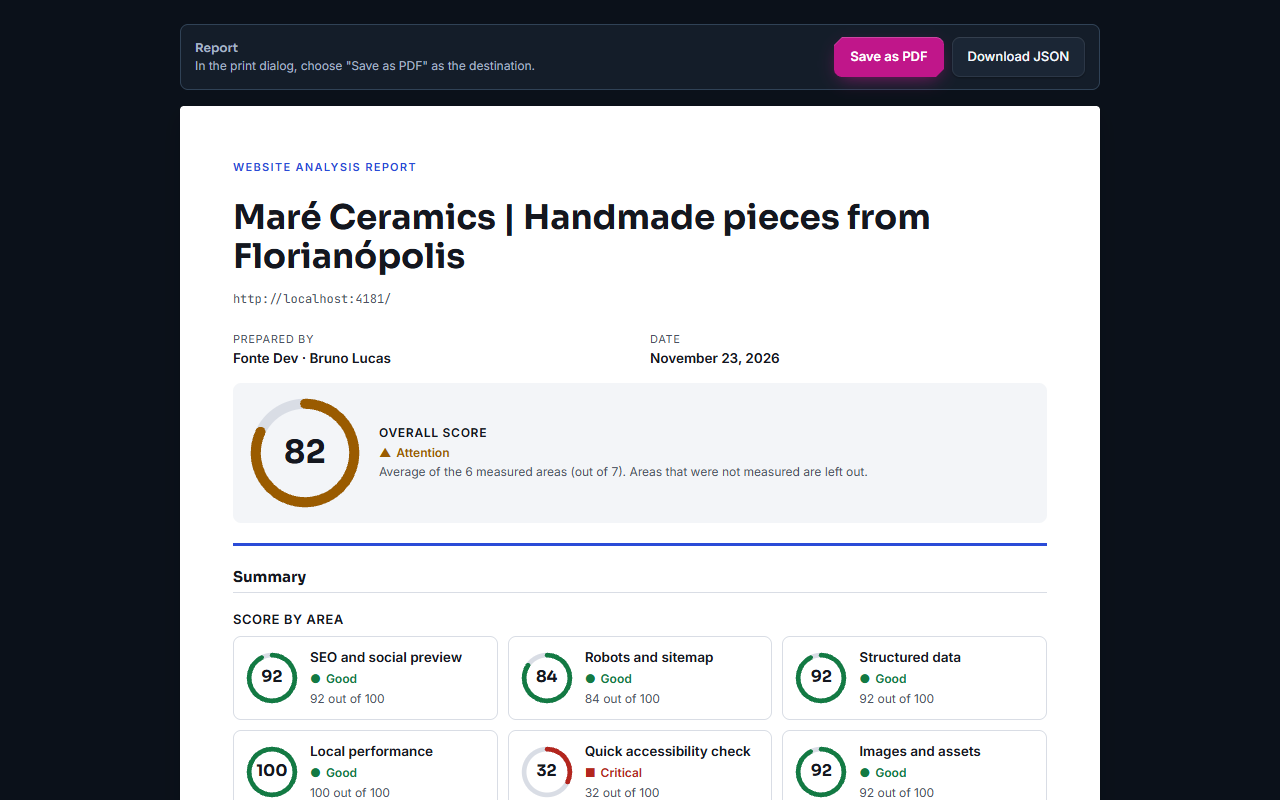 Report
In the print dialog, choose "Save as PDF" as the destination.
Save as PDF
Download JSON
WEBSITE ANALYSIS REPORT
Maré Ceramics | Handmade pieces from
Florianópolis
http://localhost:4181/
PREPARED BY
Fonte Dev · Bruno Lucas
DATE
November 23, 2026
82
OVERALL SCORE
▲ Attention
Average of the 6 measured areas (out of 7). Areas that were not measured are left out.
Summary
SCORE BY AREA
92
SEO and social preview
● Good
92 out of 100
84
Robots and sitemap
● Good
84 out of 100
92
Structured data
● Good
92 out of 100
100
Local performance
● Good
100 out of 100
32
Quick accessibility check
■ Critical
32 out of 100
92
Images and assets
● Good
92 out of 100